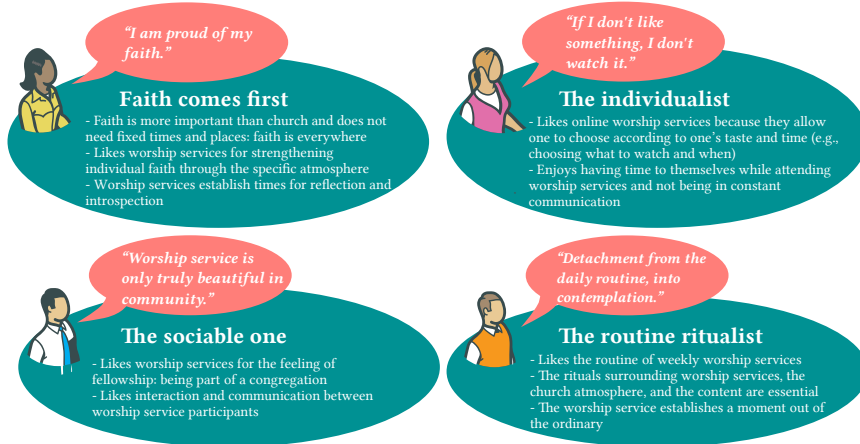 “I am proud of my
faith.”
Faith comes first
- Faith is more important than church and does not
need fixed times and places: faith is everywhere
- Likes worship services for strengthening
individual faith through the specific atmosphere
- Worship services establish times for reflection and
introspection
“If I don't like
something, I don't
watch it.”
The individualist
- Likes online worship services because they allow
one to choose according to one’s taste and time (e.g.,
choosing what to watch and when)
- Enjoys having time to themselves while attending
worship services and not being in constant
communication
“Worship service is
only truly beautiful in
community.”
The sociable one
- Likes worship services for the feeling of
fellowship: being part of a congregation
- Likes interaction and communication between
worship service participants
“Detachment from the
daily routine, into
contemplation.”
The routine ritualist
- Likes the routine of weekly worship services
- The rituals surrounding worship services, the
church atmosphere, and the content are essential
- The worship service establishes a moment out of
the ordinary